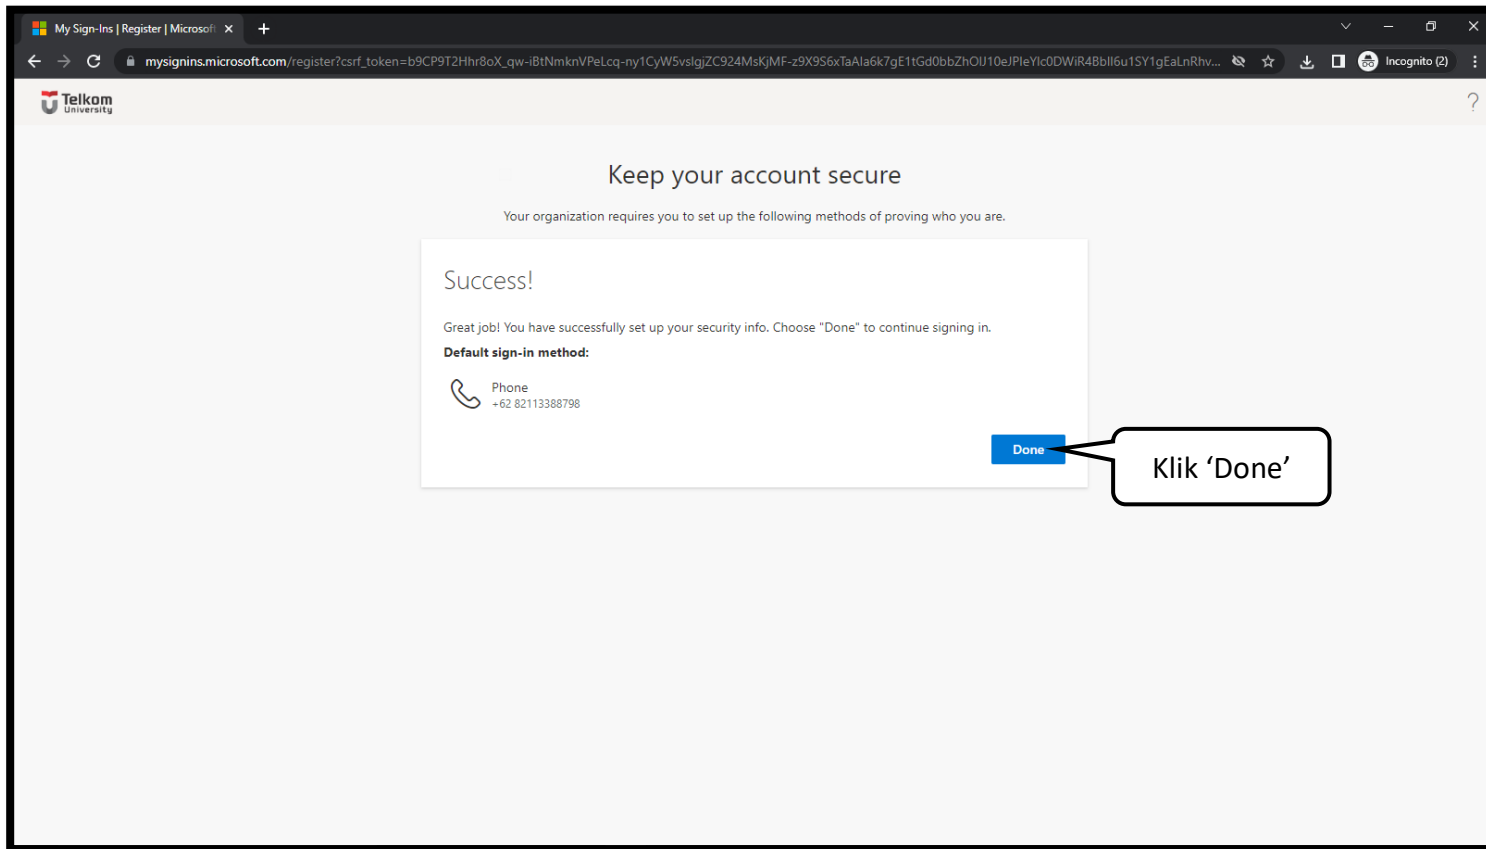 My Sign-Ins | Register | Microsoft
mysignins.microsoft.com/register?csrf_token=b9CP9T2Hhr8oX_qw-iBtNmknVPeLcq-ny1CyW5vslgjZC924MsKjMF-z9X9S6xTaAla6k7gE1tGd0bbZhOIJ10eJPIeYlc0DWiR4BbIl6u1SY1gEaLnRhv...
Incognito (2)
Telkom
University
?
Keep your account secure
Your organization requires you to set up the following methods of proving who you are.
Success!
Great job! You have successfully set up your security info. Choose "Done" to continue signing in.
Default sign-in method:
Phone
+62 82113388798
Done
Klik ‘Done’